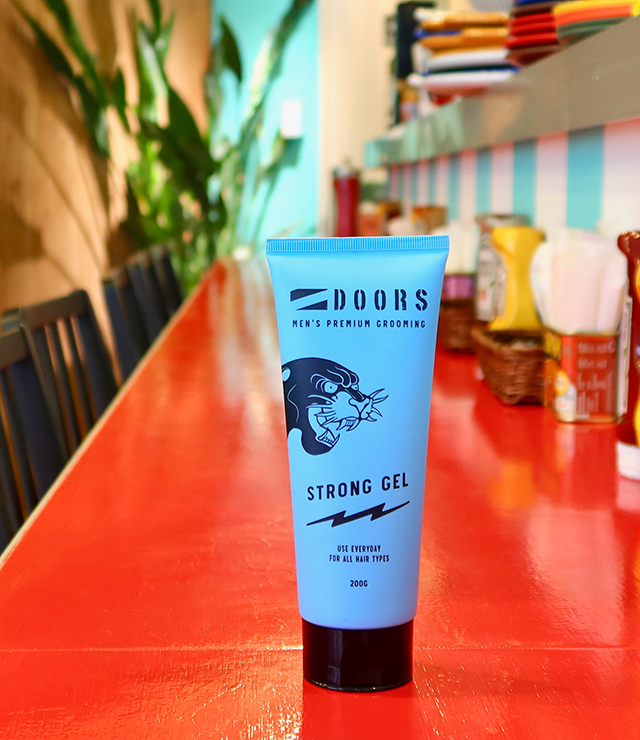 DOORS
MEN'S PREMIUM GROOMING
STRONG GEL
USE EVERYDAY
FOR ALL HAIR TYPES
200G